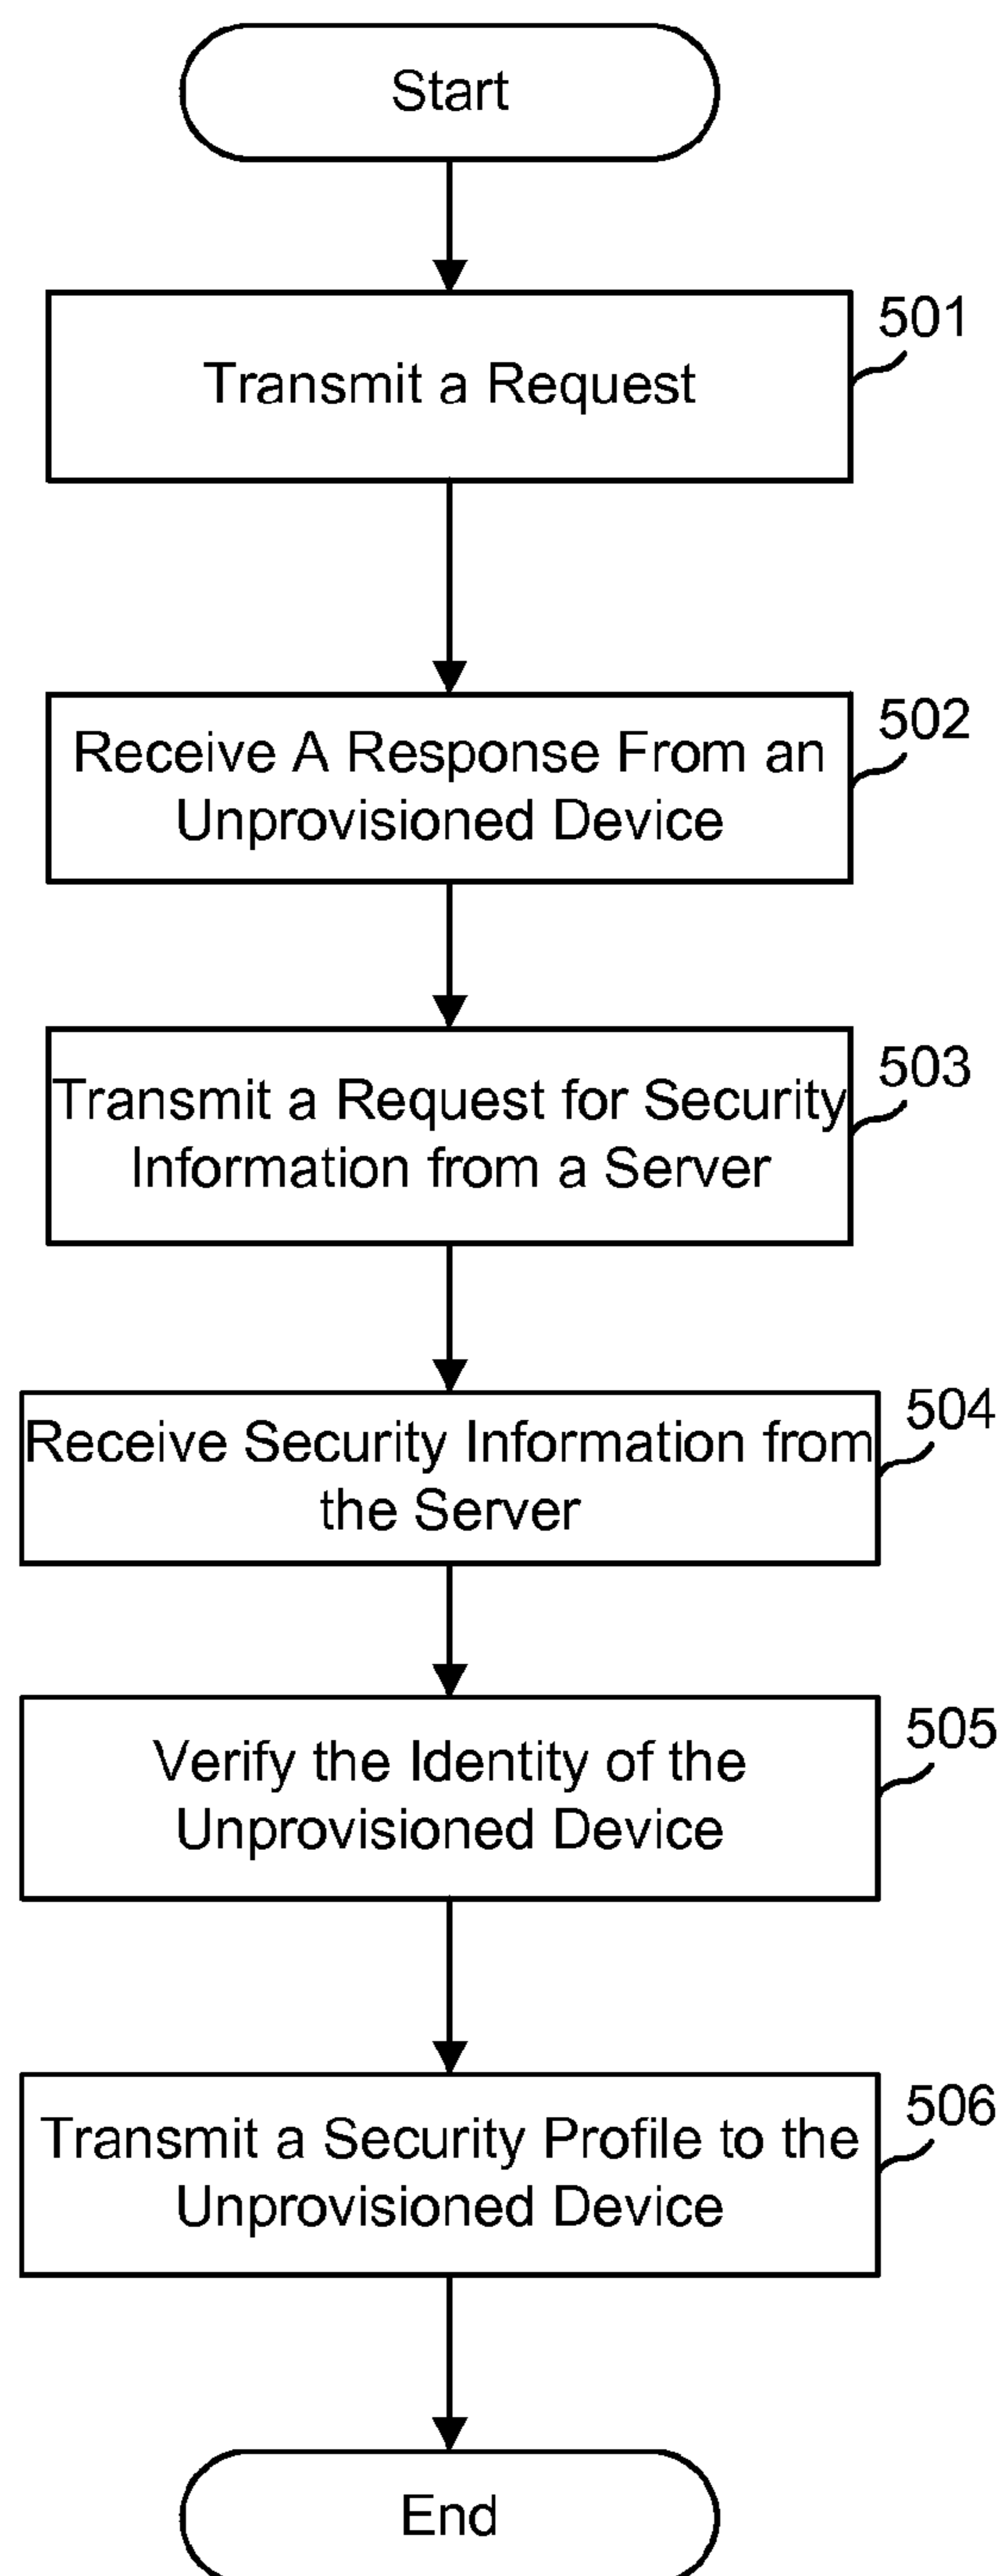 Start
501
Transmit a Request
502
Receive A Response From an
Unprovisioned Device
503
Transmit a Request for Security
Information from a Server
504
Receive Security Information from
the Server
505
Verify the Identity of the
Unprovisioned Device
506
Transmit a Security Profile to the
Unprovisioned Device
End